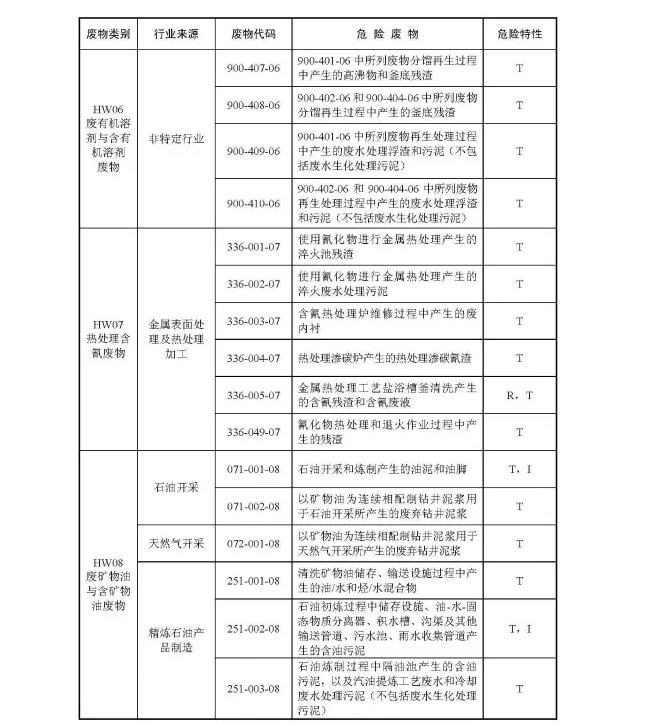 废物类别 行业来源 废物代码 危 险 废 物 危险特性
HW06
废有机溶
剂与含有
机溶剂
废物
非特定行业
900-407-06
900-401-06 中所列废物分馏再生过程
中产生的高沸物和釜底残渣
T
900-408-06
900-402-06 和 900-404-06 中所列废物
分馏再生过程中产生的釜底残渣
T
900-409-06
900-401-06 中所列废物再生处理过程
中产生的废水处理浮渣和污泥（不包
括废水生化处理污泥）
T
900-410-06
900-402-06 和 900-404-06 中所列废物
再生处理过程中产生的废水处理浮渣
和污泥（不包括废水生化处理污泥）
T
HW07
热处理含
氰废物
金属表面处
理及热处理
加工
336-001-07
使用氰化物进行金属热处理产生的
淬火池残渣
T
336-002-07
使用氰化物进行金属热处理产生的
淬火废水处理污泥
T
336-003-07
含氰热处理炉维修过程中产生的废
内衬
T
336-004-07
热处理渗碳炉产生的热处理渗碳氰渣
T
336-005-07
金属热处理工艺盐浴槽釜清洗产生
的含氰残渣和含氰废液
R，T
336-049-07
氰化物热处理和退火作业过程中产
生的残渣
T
HW08
废矿物油
与含矿物
油废物
石油开采
071-001-08
石油开采和炼制产生的油泥和油脚
T，I
071-002-08
以矿物油为连续相配制钻井泥浆用
于石油开采所产生的废弃钻井泥浆
T
天然气开采
072-001-08
以矿物油为连续相配制钻井泥浆用于
天然气开采所产生的废弃钻井泥浆
T
精炼石油产
品制造
251-001-08
清洗矿物油储存、输送设施过程中产
生的油/水和烃/水混合物
T
251-002-08
石油初炼过程中储存设施、油-水-固
态物质分离器、积水槽、沟渠及其他
输送管道、污水池、雨水收集管道产
生的含油污泥
T，I
251-003-08
石油炼制过程中隔油池产生的含油
污泥，以及汽油提炼工艺废水和冷却
废水处理污泥（不包括废水生化处理
污泥）
T